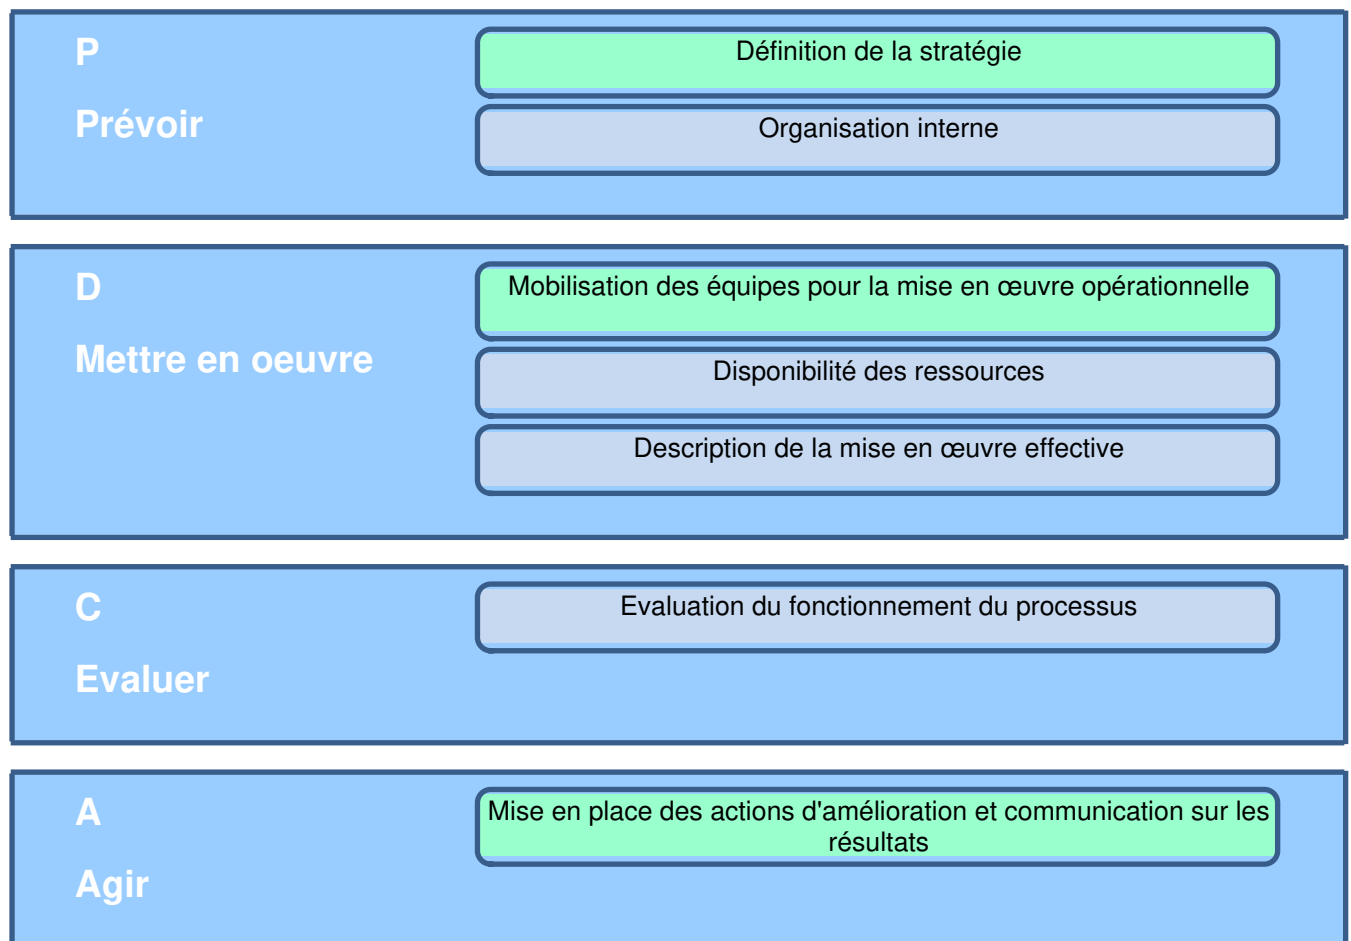 P
Définition de la stratégie
Prévoir
Organisation interne
D
Mobilisation des équipes pour la mise en œuvre opérationnelle
Mettre en oeuvre
Disponibilité des ressources
Description de la mise en œuvre effective
C
Evaluation du fonctionnement du processus
Evaluer
A
Mise en place des actions d'amélioration et communication sur les
résultats
Agir